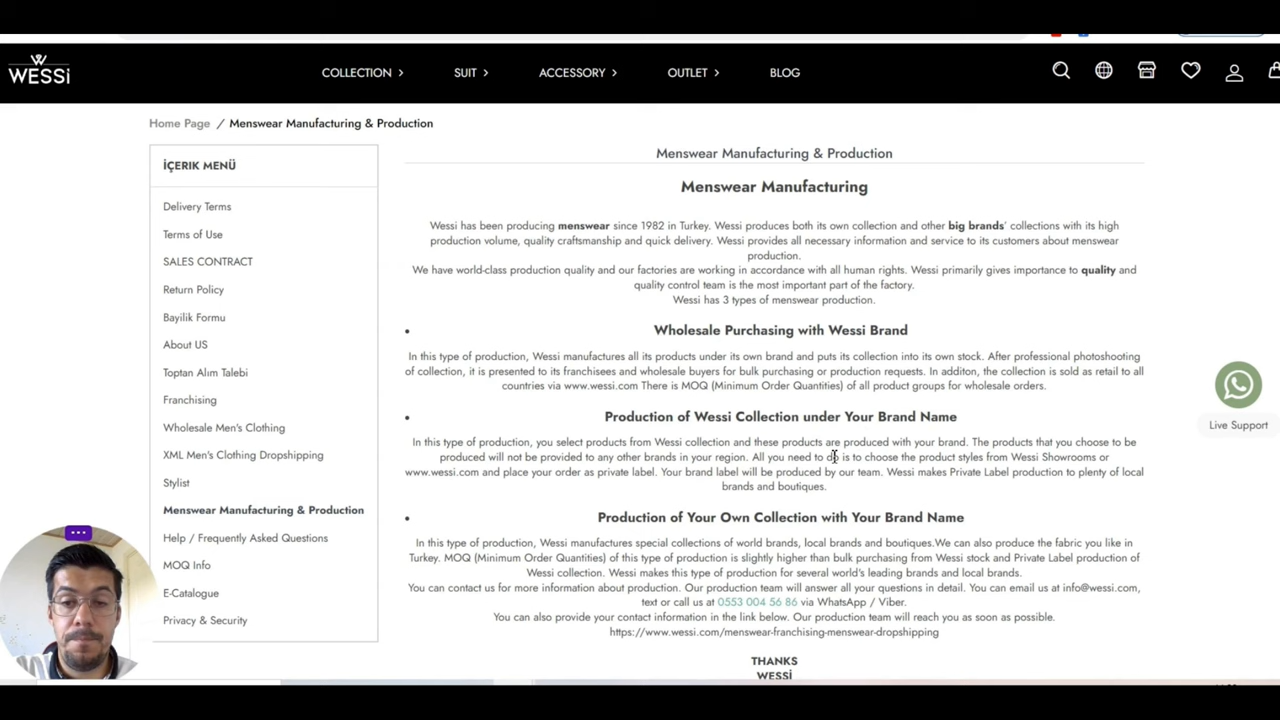 WESSi
COLLECTION
SUIT
ACCESSORY
OUTLET
BLOG
Home Page / Menswear Manufacturing & Production
İÇERIK MENÜ
Delivery Terms
Terms of Use
SALES CONTRACT
Return Policy
Bayilik Formu
About US
Toptan Alım Talebi
Franchising
Wholesale Men's Clothing
XML Men's Clothing Dropshipping
Stylist
Menswear Manufacturing & Production
Help / Frequently Asked Questions
MOQ Info
E-Catalogue
Privacy & Security
Menswear Manufacturing & Production
Menswear Manufacturing
Wessi has been producing menswear since 1982 in Turkey. Wessi produces both its own collection and other big brands' collections with its high
production volume, quality craftsmanship and quick delivery. Wessi provides all necessary information and service to its customers about menswear
production.
We have world-class production quality and our factories are working in accordance with all human rights. Wessi primarily gives importance to quality and
quality control team is the most important part of the factory.
Wessi has 3 types of menswear production.
Wholesale Purchasing with Wessi Brand
In this type of production, Wessi manufactures all its products under its own brand and puts its collection into its own stock. After professional photoshooting
of collection, it is presented to its franchisees and wholesale buyers for bulk purchasing or production requests. In additon, the collection is sold as retail to all
countries via www.wessi.com There is MOQ (Minimum Order Quantities) of all product groups for wholesale orders.
Production of Wessi Collection under Your Brand Name
In this type of production, you select products from Wessi collection and these products are produced with your brand. The products that you choose to be
produced will not be provided to any other brands in your region. All you need to do is to choose the product styles from Wessi Showrooms or
www.wessi.com and place your order as private label. Your brand label will be produced by our team. Wessi makes Private Label production to plenty of local
brands and boutiques.
Production of Your Own Collection with Your Brand Name
In this type of production, Wessi manufactures special collections of world brands, local brands and boutiques.We can also produce the fabric you like in
Turkey. MOQ (Minimum Order Quantities) of this type of production is slightly higher than bulk purchasing from Wessi stock and Private Label production of
Wessi collection. Wessi makes this type of production for several world's leading brands and local brands.
You can contact us for more information about production. Our production team will answer all your questions in detail. You can email us at info@wessi.com,
text or call us at 0553 004 56 86 via WhatsApp / Viber.
You can also provide your contact information in the link below. Our production team will reach you as soon as possible.
https://www.wessi.com/menswear-franchising-menswear-dropshipping
THANKS
WESSİ
Live Support